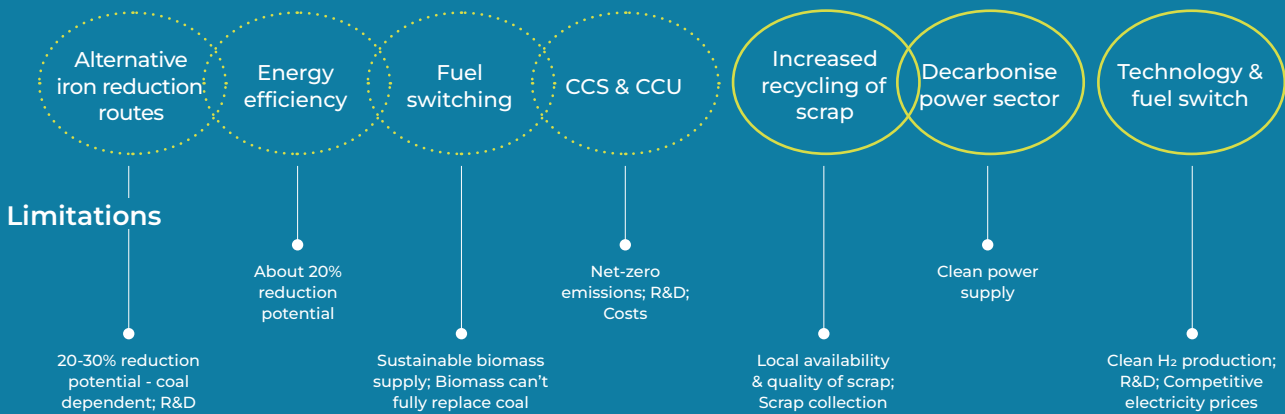 Alternative
iron reduction
routes
Energy
efficiency
Fuel
switching
CCS & CCU
Increased
recycling of
scrap
Decarbonise
power sector
Technology &
fuel switch
Limitations
20-30% reduction
potential - coal
dependent; R&D
About 20%
reduction
potential
Sustainable biomass
supply; Biomass can't
fully replace coal
Net-zero
emissions; R&D;
Costs
Local availability
& quality of scrap;
Scrap collection
Clean power
supply
Clean H₂ production;
R&D; Competitive
electricity prices